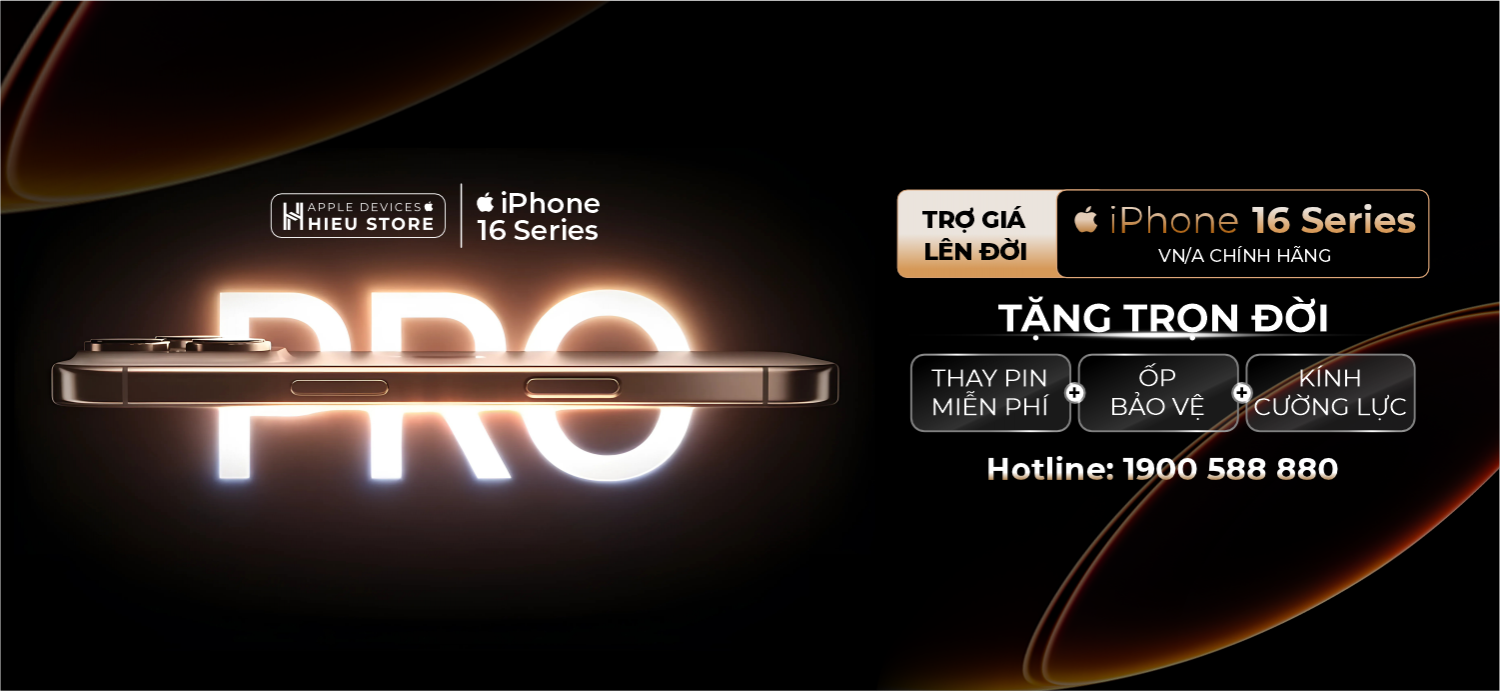 APPLE DEVICES
HIEU STORE
iPhone
16 Series
PRO
TRỢ GIÁ
LÊN ĐỜI
iPhone 16 Series
VN/A CHÍNH HÃNG
TẶNG TRỌN ĐỜI
THAY PIN
MIỄN PHÍ
+
ỐP
BẢO VỆ
+
KÍNH
CƯỜNG LỰC
Hotline: 1900 588 880